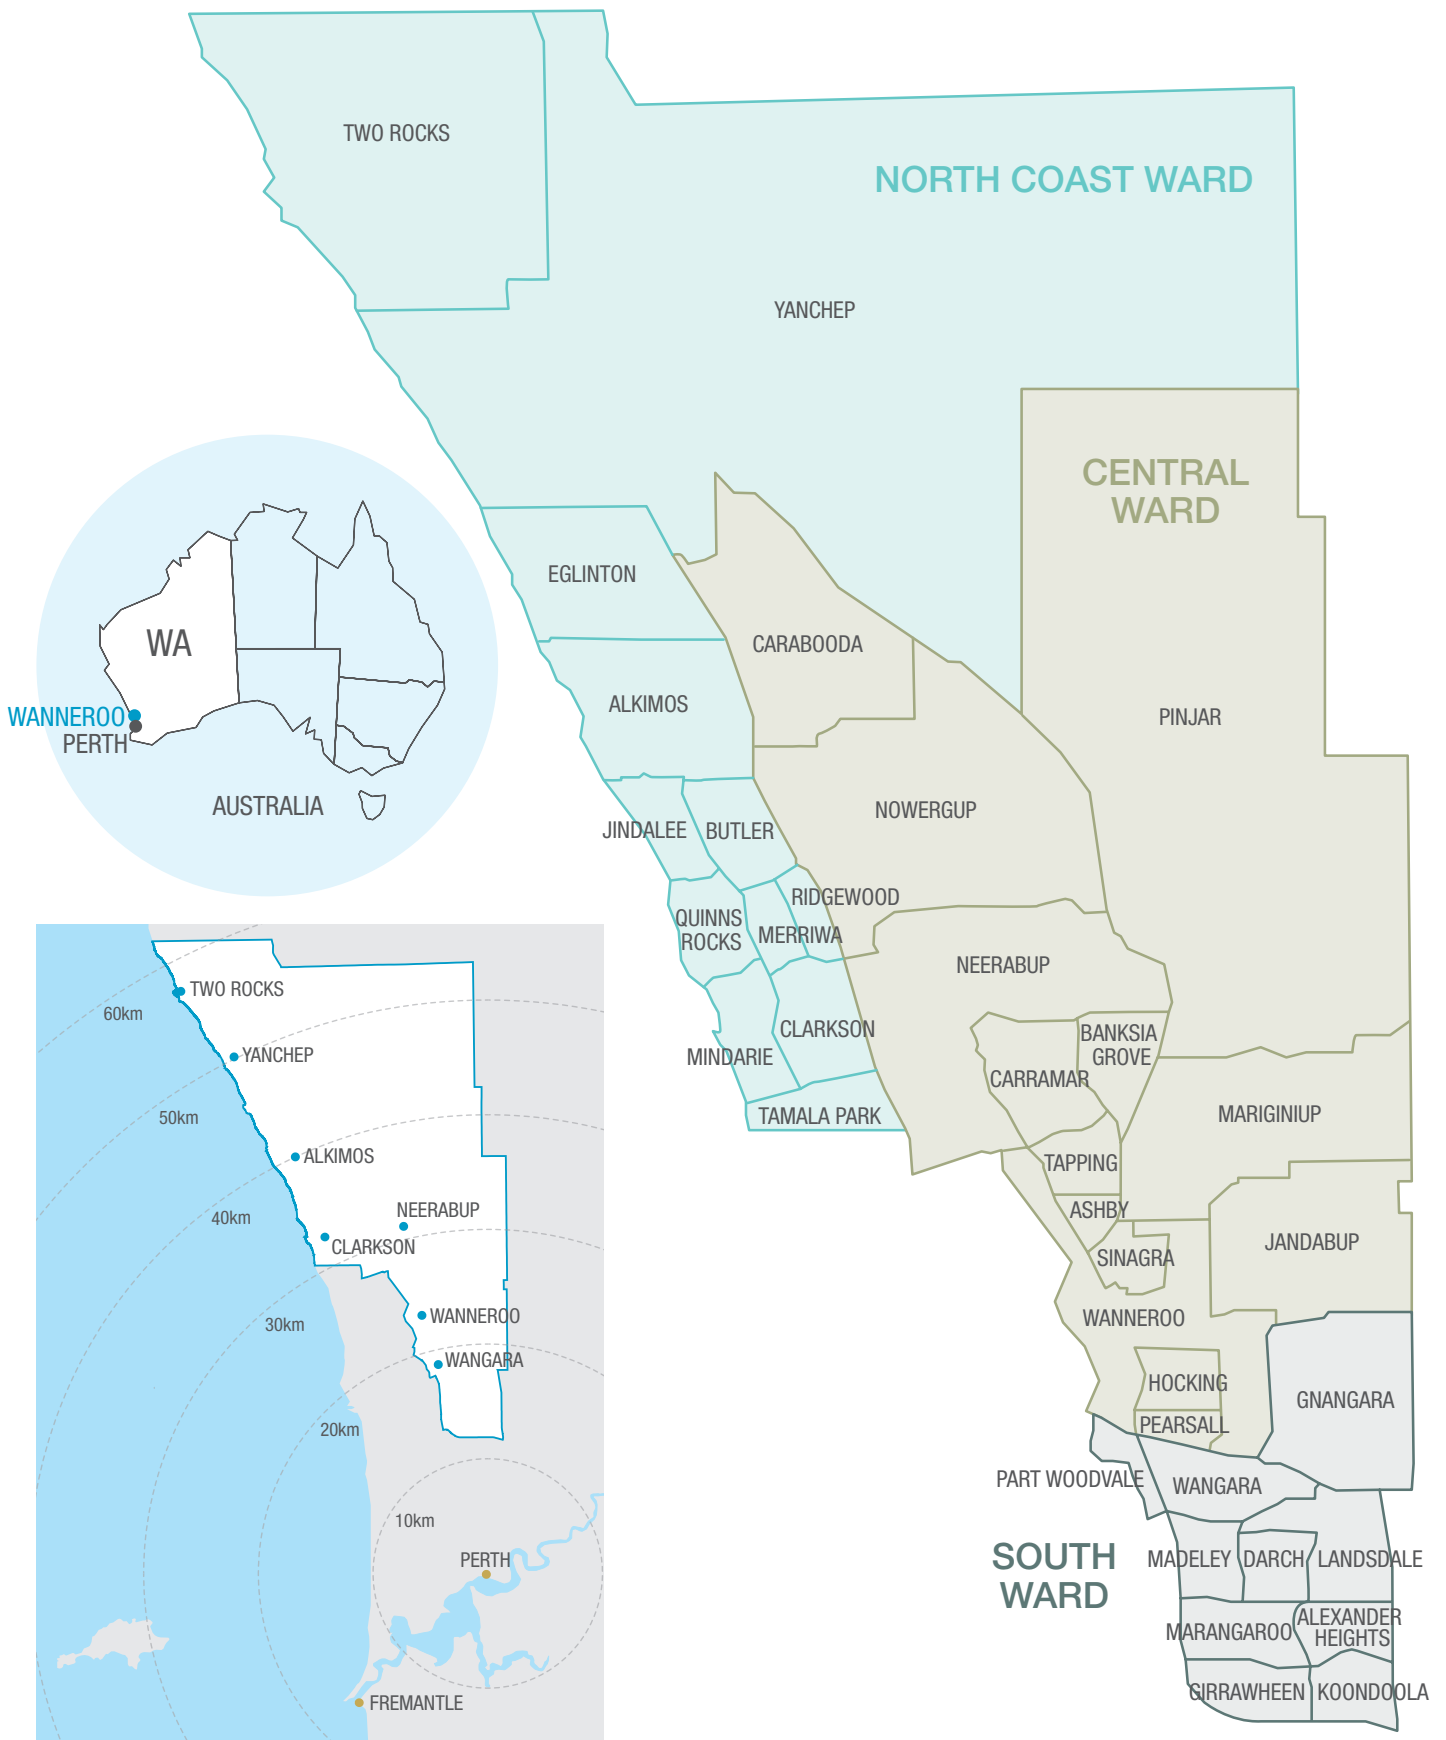 TWO ROCKS
NORTH COAST WARD
YANCHEP
CENTRAL
WARD
EGLINTON
CARABOODA
ALKIMOS
PINJAR
NOWERGUP
JINDALEE
BUTLER
RIDGEWOOD
QUINNS
ROCKS
MERRIWA
NEERABUP
CLARKSON
BANKSIA
GROVE
MINDARIE
CARRAMAR
TAMALA PARK
MARIGINIUP
TAPPING
ASHBY
JANDABUP
SINAGRA
WANNEROO
HOCKING
GNANGARA
PEARSALL
PART WOODVALE
WANGARA
SOUTH
WARD
MADELEY
DARCH
LANDSDALE
MARANGAROO
ALEXANDER
HEIGHTS
GIRRAWHEEN
KOONDOOLA
WA
WANNEROO
PERTH
AUSTRALIA
TWO ROCKS
60km
YANCHEP
50km
ALKIMOS
40km
NEERABUP
CLARKSON
30km
WANNEROO
WANGARA
20km
10km
PERTH
FREMANTLE